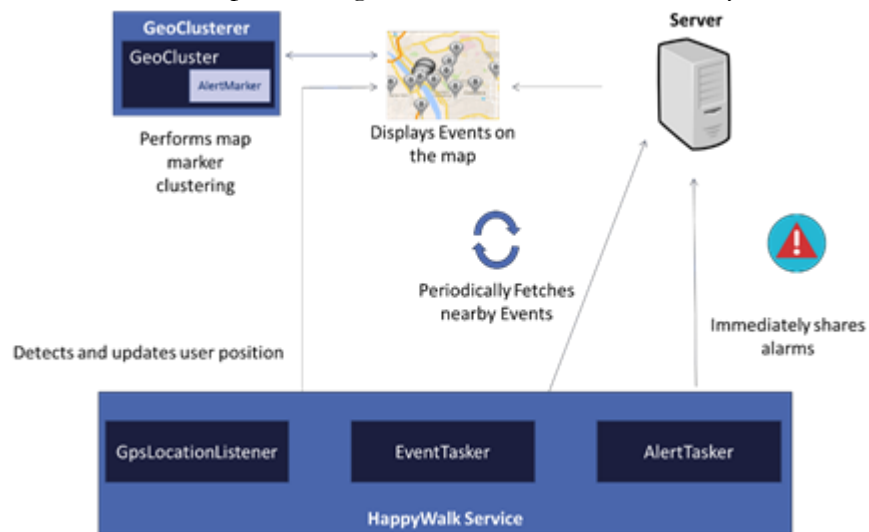 GeoClusterer
GeoCluster
AlertMarker
Performs map
marker
clustering
Displays Events on
the map
Server
Periodically Fetches
nearby Events
Immediately shares
alarms
Detects and updates user position
GpsLocationListener
EventTasker
AlertTasker
HappyWalk Service